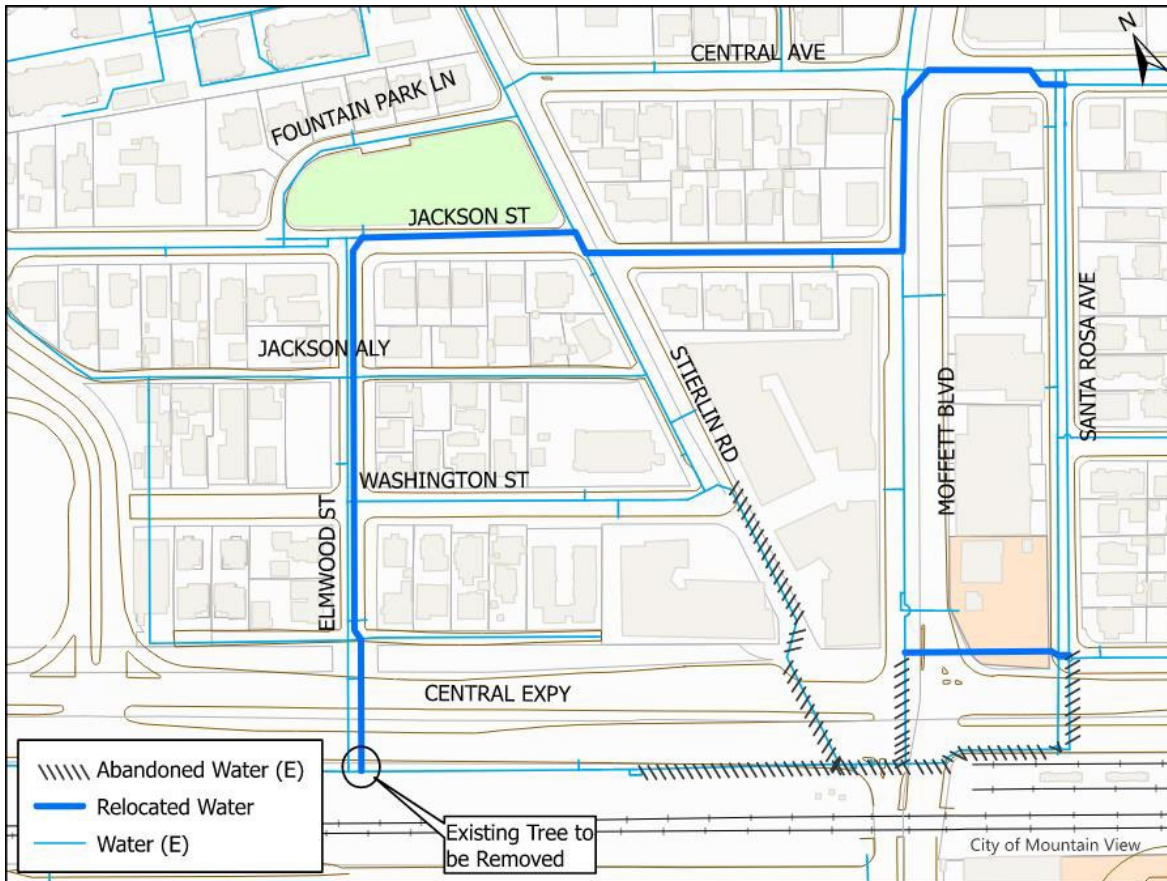 CENTRAL AVE
N
FOUNTAIN PARK LN
JACKSON ST
JACKSON ALY
STIERLIN RD
SANTA ROSA AVE
MOFFETT BLVD
WASHINGTON ST
ELMWOOD ST
CENTRAL EXPY
Abandoned Water (E)
Relocated Water
Water (E)
Existing Tree to
be Removed
City of Mountain View